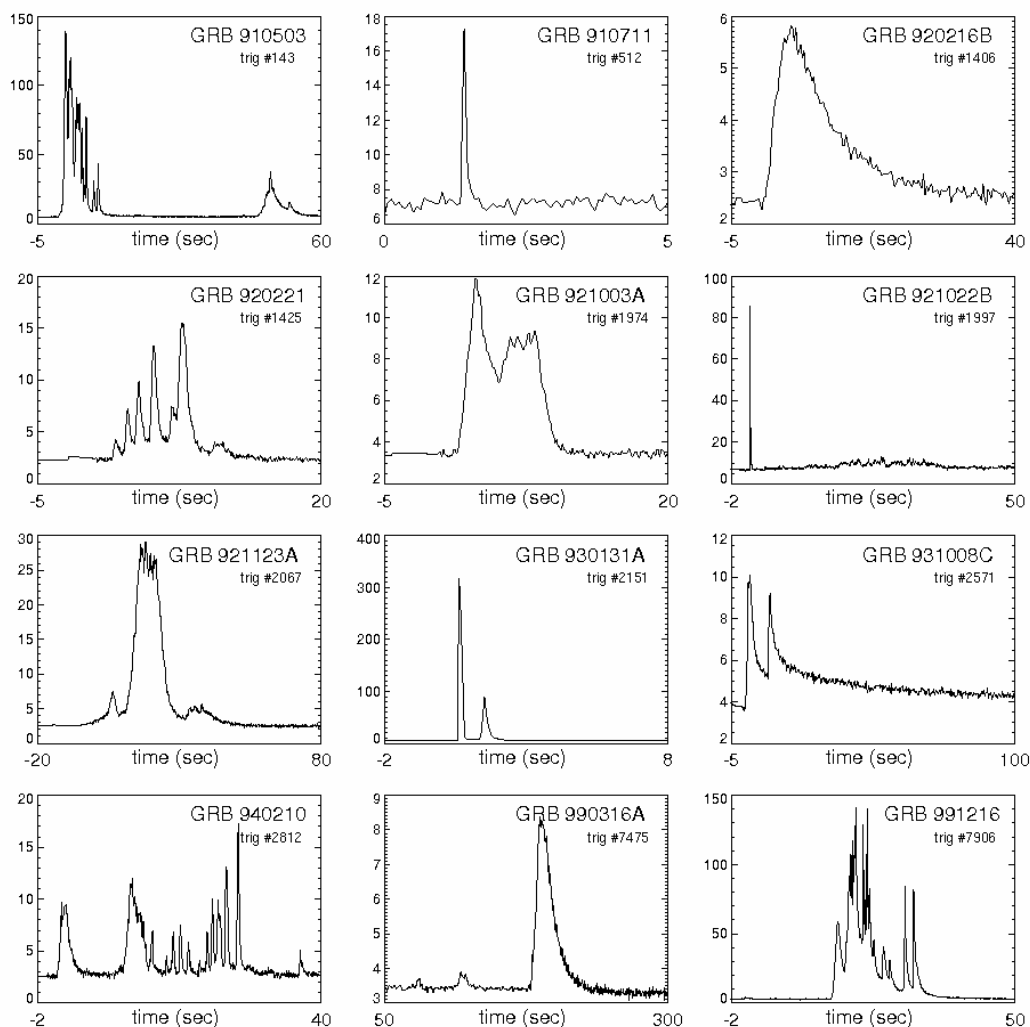 GRB 910503
trig #143
150
100
50
0
-5
time (sec)
60
GRB 910711
trig #512
18
16
14
12
10
8
6
0
time (sec)
5
GRB 920216B
trig #1406
6
5
4
3
2
-5
time (sec)
40
GRB 920221
trig #1425
20
15
10
5
0
-5
time (sec)
20
GRB 921003A
trig #1974
12
10
8
6
4
2
-5
time (sec)
20
GRB 921022B
trig #1997
100
80
60
40
20
0
-2
time (sec)
50
GRB 921123A
trig #2067
30
25
20
15
10
5
0
-20
time (sec)
80
GRB 930131A
trig #2151
400
300
200
100
0
-2
time (sec)
8
GRB 931008C
trig #2571
12
10
8
6
4
2
-5
time (sec)
100
GRB 940210
trig #2812
20
15
10
5
0
-2
time (sec)
40
GRB 990316A
trig #7475
9
8
7
6
5
4
3
50
time (sec)
300
GRB 991216
trig #7906
150
100
50
0
-2
time (sec)
50